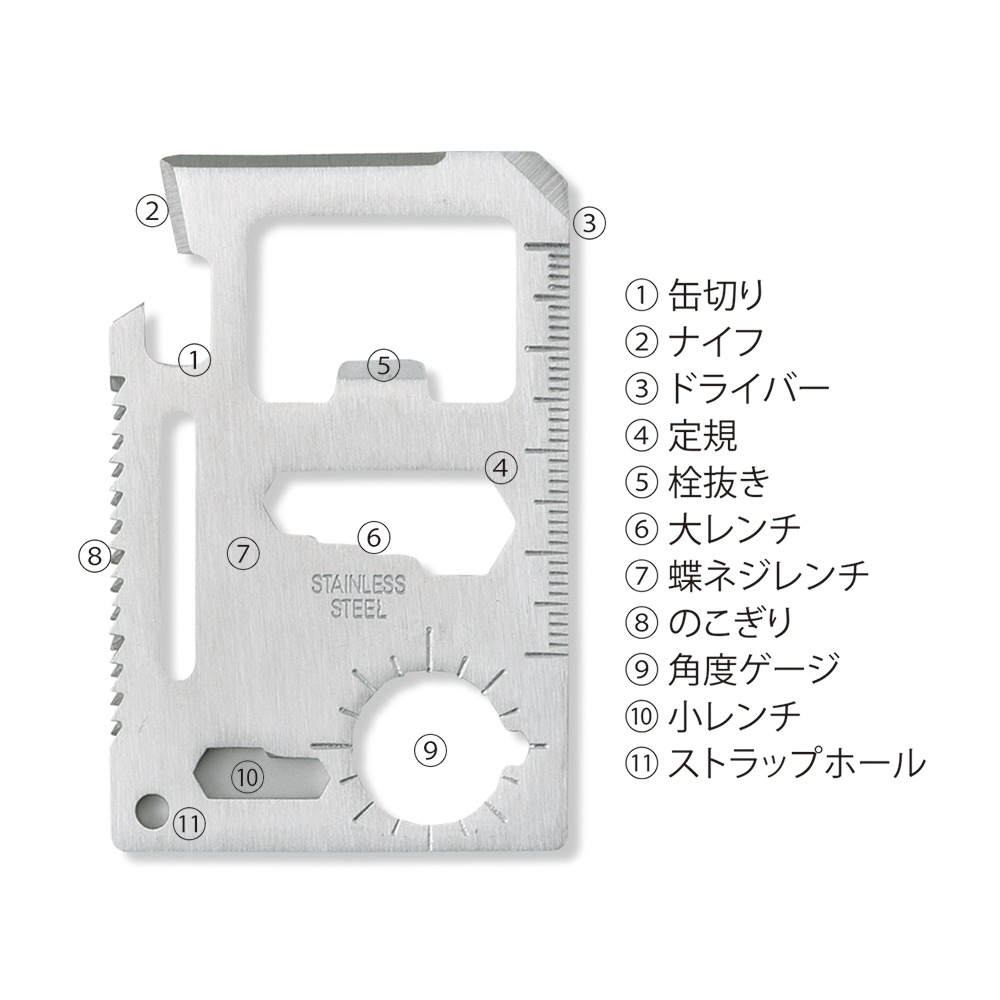 ②
③
①
⑤
④
⑥
⑦
⑧
STAINLESS
STEEL
⑨
⑩
⑪
① 缶切り
② ナイフ
③ ドライバー
④ 定規
⑤ 栓抜き
⑥ 大レンチ
⑦ 蝶ネジレンチ
⑧ のこぎり
⑨ 角度ゲージ
⑩ 小レンチ
⑪ ストラップホール